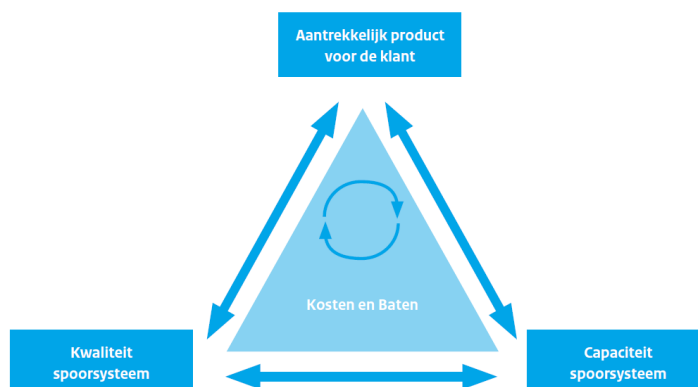 Aantrekkelijk product
voor de klant
Kosten en Baten
Kwaliteit
spoorsysteem
Capaciteit
spoorsysteem